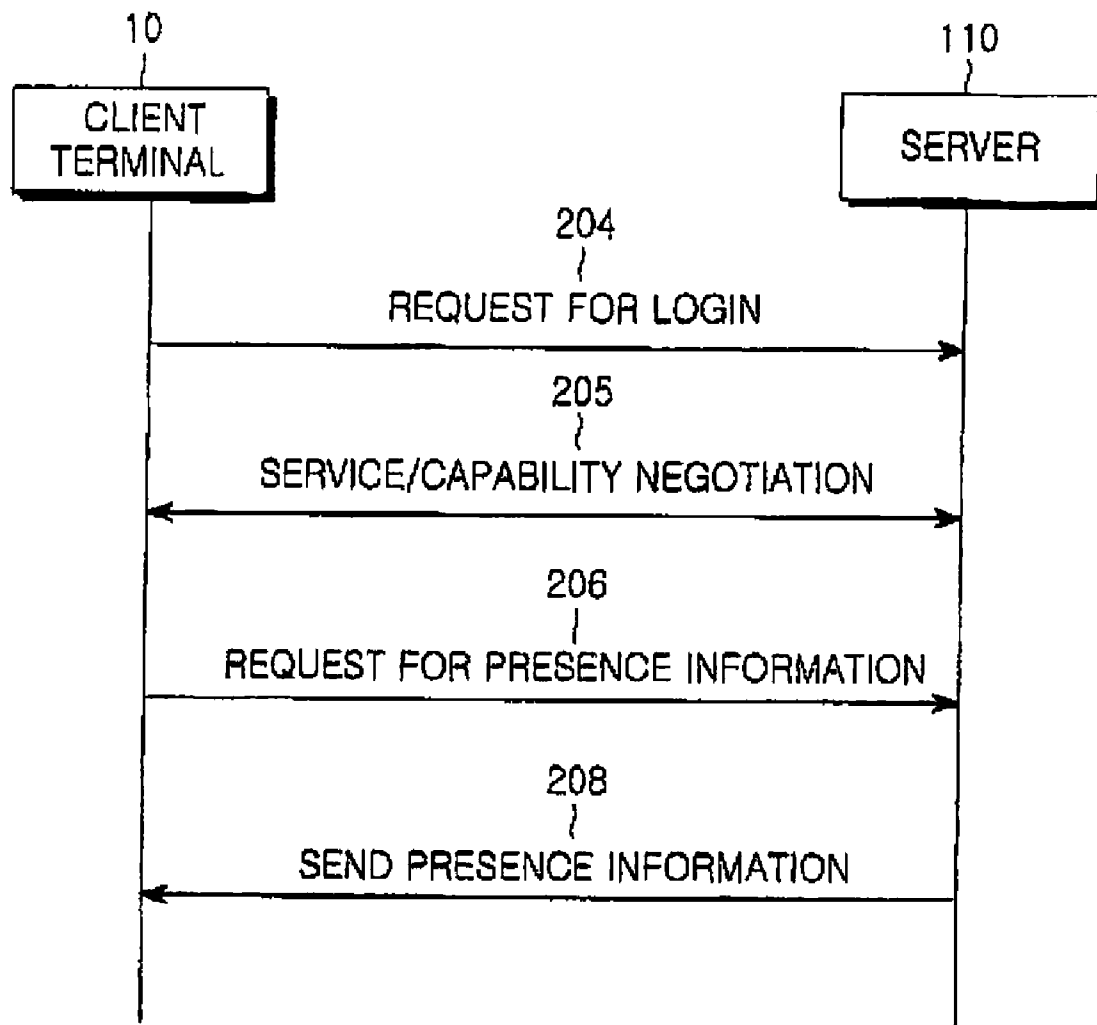 10
110
CLIENT
TERMINAL
SERVER
204
REQUEST FOR LOGIN
205
SERVICE/CAPABILITY NEGOTIATION
206
REQUEST FOR PRESENCE INFORMATION
208
SEND PRESENCE INFORMATION